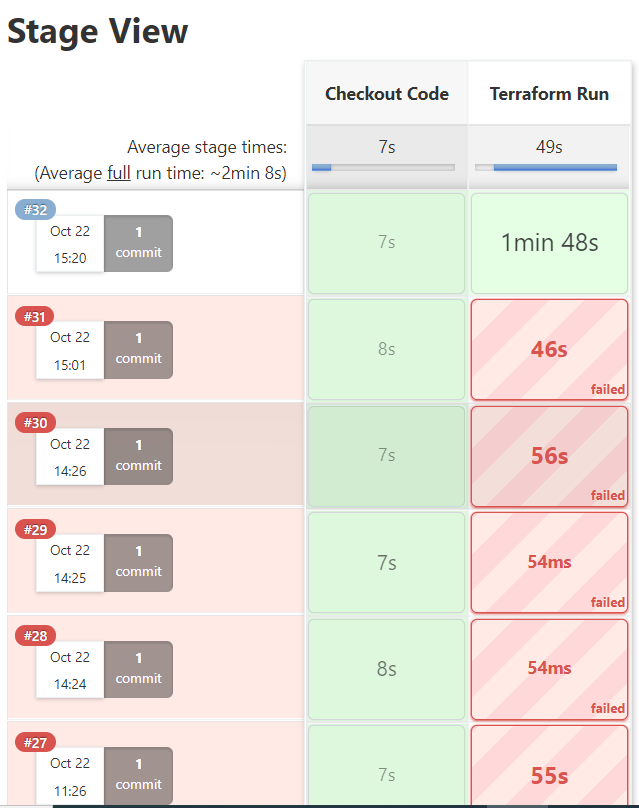 Stage View
Checkout Code
Terraform Run
Average stage times:
7s
49s
(Average full run time: ~2min 8s)
#32
Oct 22
15:20
1
commit
7s
1min 48s
#31
Oct 22
15:01
1
commit
8s
46s
failed
#30
Oct 22
14:26
1
commit
7s
56s
failed
#29
Oct 22
14:25
1
commit
7s
54ms
failed
#28
Oct 22
14:24
1
commit
8s
54ms
failed
#27
Oct 22
11:26
1
commit
7s
55s